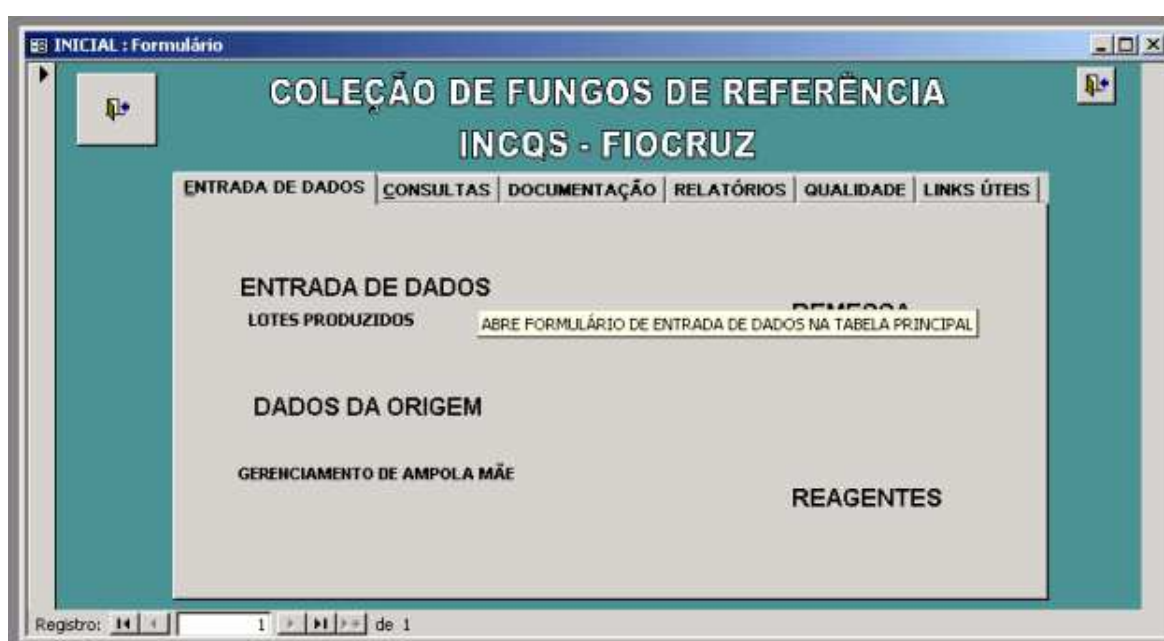 INICIAL : Formulário
COLEÇÃO DE FUNGOS DE REFERÊNCIA
INCQS - FIOCRUZ
ENTRADA DE DADOS CONSULTAS DOCUMENTAÇÃO RELATÓRIOS QUALIDADE LINKS ÚTEIS
ENTRADA DE DADOS
LOTES PRODUZIDOS
ABRE FORMULÁRIO DE ENTRADA DE DADOS NA TABELA PRINCIPAL
DADOS DA ORIGEM
GERENCIAMENTO DE AMPOLA MÃE
REAGENTES
Registro: 1 de 1